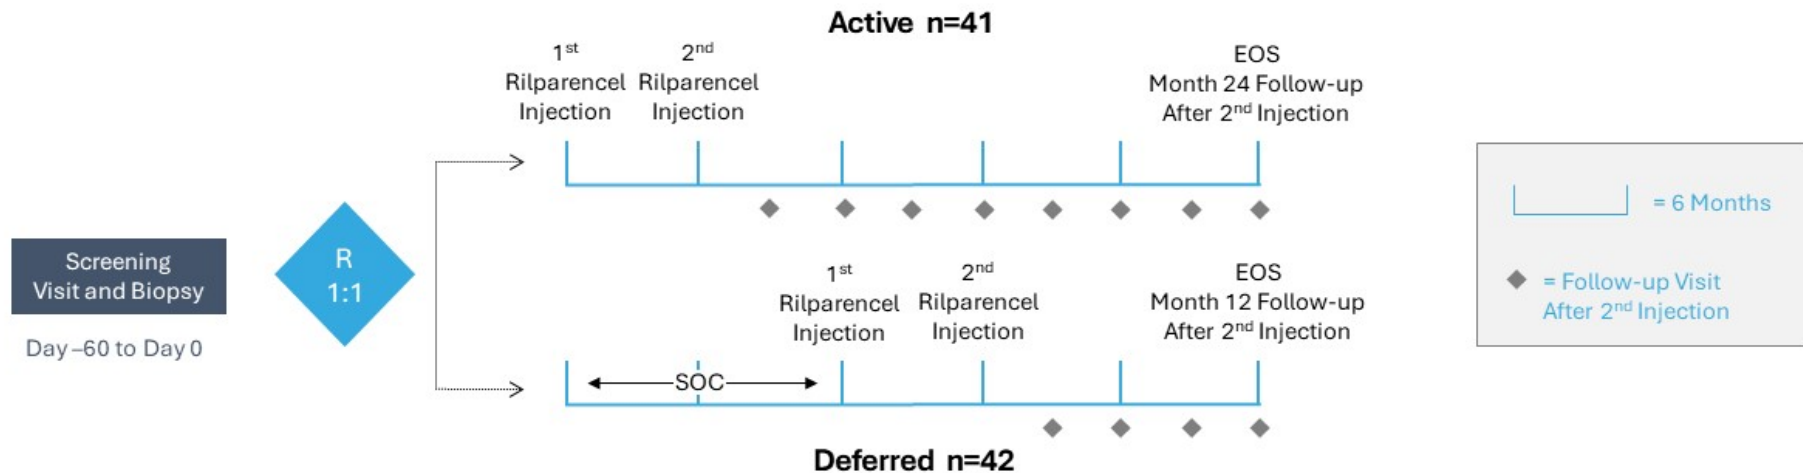 Active n=41
1st
Rilparencel
Injection
2nd
Rilparencel
Injection
EOS
Month 24 Follow-up
After 2nd Injection
Screening
Visit and Biopsy
Day –60 to Day 0
R
1:1
1st
Rilparencel
Injection
2nd
Rilparencel
Injection
EOS
Month 12 Follow-up
After 2nd Injection
SOC
Deferred n=42
= 6 Months
= Follow-up Visit
After 2nd Injection